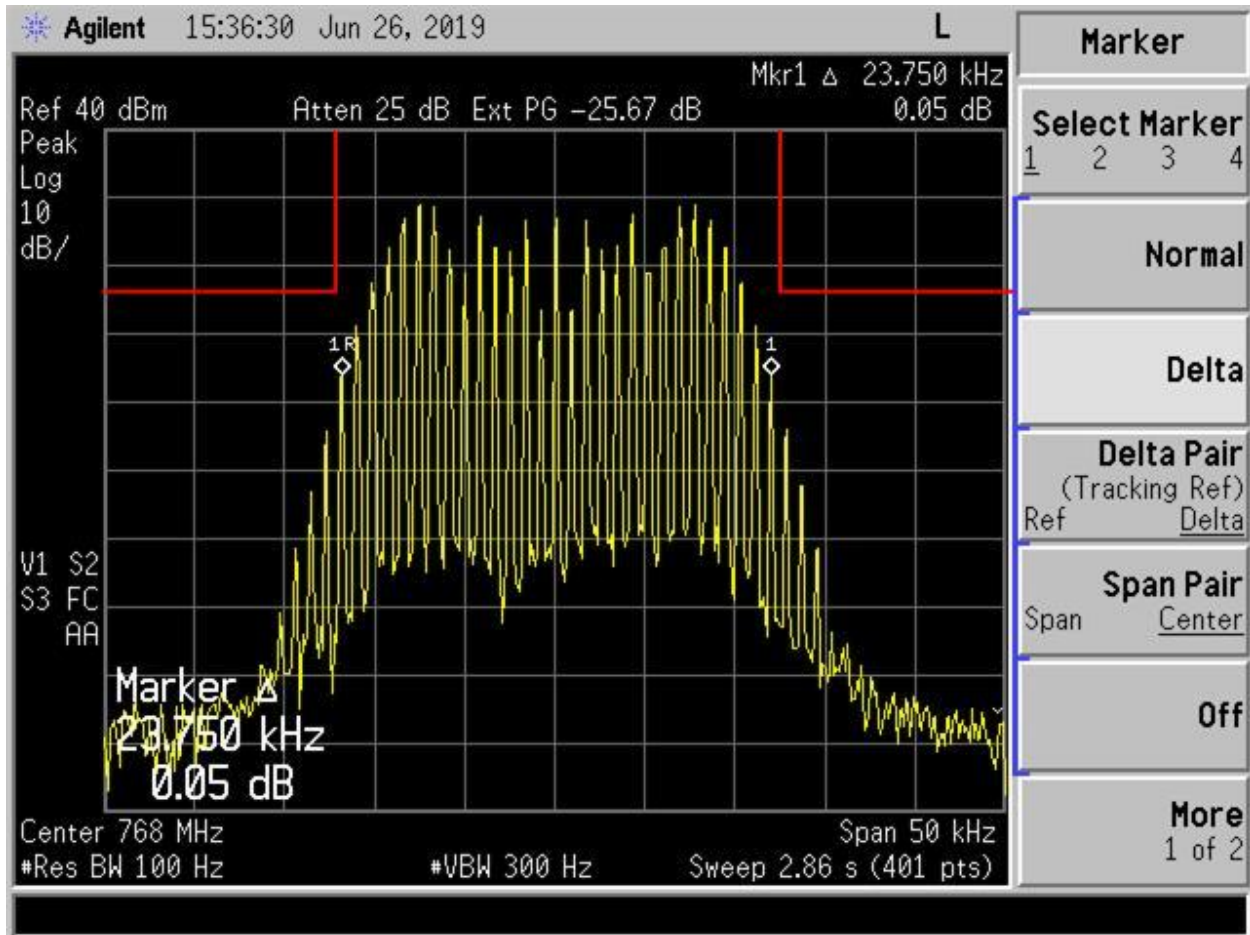 Agilent 15:36:30 Jun 26, 2019 L
Mkr1 Δ 23.750 kHz
Ref 40 dBm Atten 25 dB Ext PG -25.67 dB 0.05 dB
Peak
Log
10
dB/
1R 1
V1 S2
S3 FC
AA
Marker Δ
23.750 kHz
0.05 dB
Center 768 MHz Span 50 kHz
#Res BW 100 Hz #VBW 300 Hz Sweep 2.86 s (401 pts)
Marker
Select Marker
1 2 3 4
Normal
Delta
Delta Pair
(Tracking Ref)
Ref Delta
Span Pair
Span Center
Off
More
1 of 2